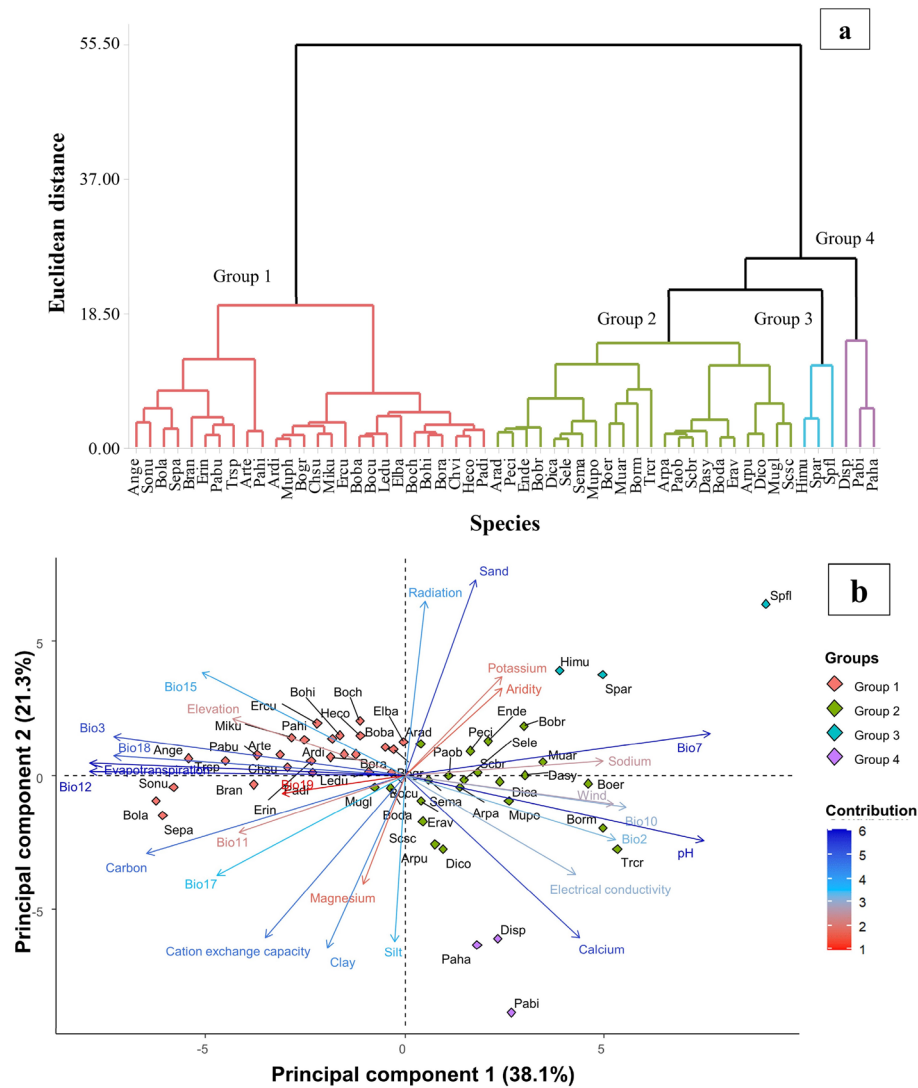 a
55.50
37.00
18.50
0.00
Euclidean distance
Group 1
Group 2
Group 3
Group 4
Ange
Sonu
Bola
Sepa
Bran
Erin
Pabu
Trsp
Arte
Pahi
Ardi
Muph
Bogr
Chsu
Miku
Ercu
Boba
Bocu
Ledu
Elba
Boch
Bohi
Bora
Chvi
Heco
Padi
Arad
Peci
Ende
Bobr
Dica
Sele
Sema
Mupo
Boer
Muar
Borm
Trcr
Arpa
Paob
Scbr
Dasy
Boda
Erav
Arpu
Dico
Mugl
Scsc
Himu
Spar
Spfl
Disp
Pabi
Paha
Species
b
Principal component 2 (21.3%)
5
0
-5
Sand
Radiation
Spfl
Potassium
Himu
Aridity
Spar
Bio15
Bohi
Boch
Ercu
Elevation
Heco
Elba
Ende
Bobr
Bio3
Miku
Pahi
Boba
Arad
Peci
Sele
Bio7
Bio18
Pabu
Arte
Ardi
Paob
Scbr
Muar
Ange
Trsp
Chsu
Bora
Dasy
Sodium
Evapotranspiration
Bio12
Sonu
Bran
Bio19
Ledu
Boer
Erin
Mugl
Bocu
Sema
Dica
Wind
Bola
Sepa
Boda
Erav
Arpa
Mupo
Borm
Bio10
Bio11
Scsc
Bio2
pH
Carbon
Arpu
Dico
Trcr
Bio17
Magnesium
Electrical conductivity
Disp
Cation exchange capacity
Clay
Silt
Paha
Calcium
Pabi
-5
0
5
Principal component 1 (38.1%)
Groups
Group 1
Group 2
Group 3
Group 4
Contribution
6
5
4
3
2
1